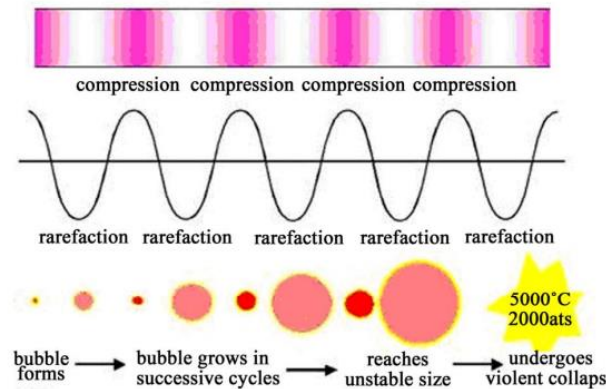 compression compression compression compression
rarefaction rarefaction rarefaction rarefaction rarefaction
5000°C
2000ats
bubble forms
bubble grows in successive cycles
reaches unstable size
undergoes violent collaps